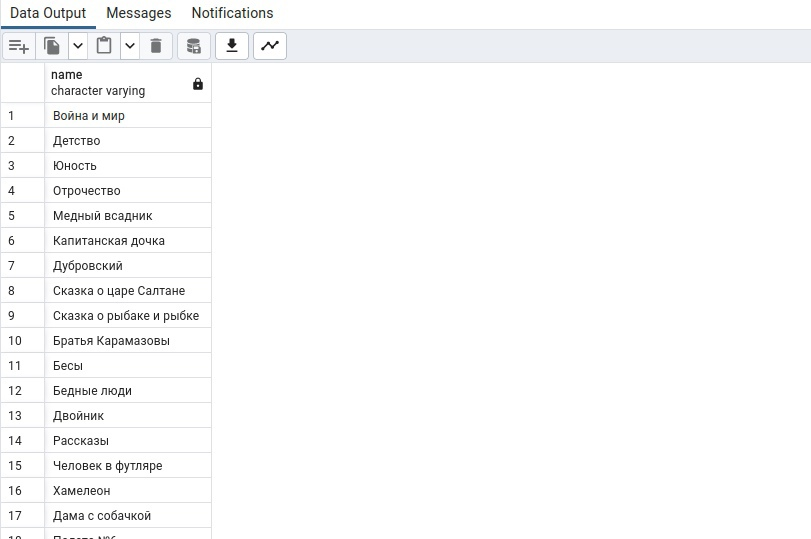 Data Output Messages Notifications
name
character varying
1 Война и мир
2 Детство
3 Юность
4 Отрочество
5 Медный всадник
6 Капитанская дочка
7 Дубровский
8 Сказка о царе Салтане
9 Сказка о рыбаке и рыбке
10 Братья Карамазовы
11 Бесы
12 Бедные люди
13 Двойник
14 Рассказы
15 Человек в футляре
16 Хамелеон
17 Дама с собачкой